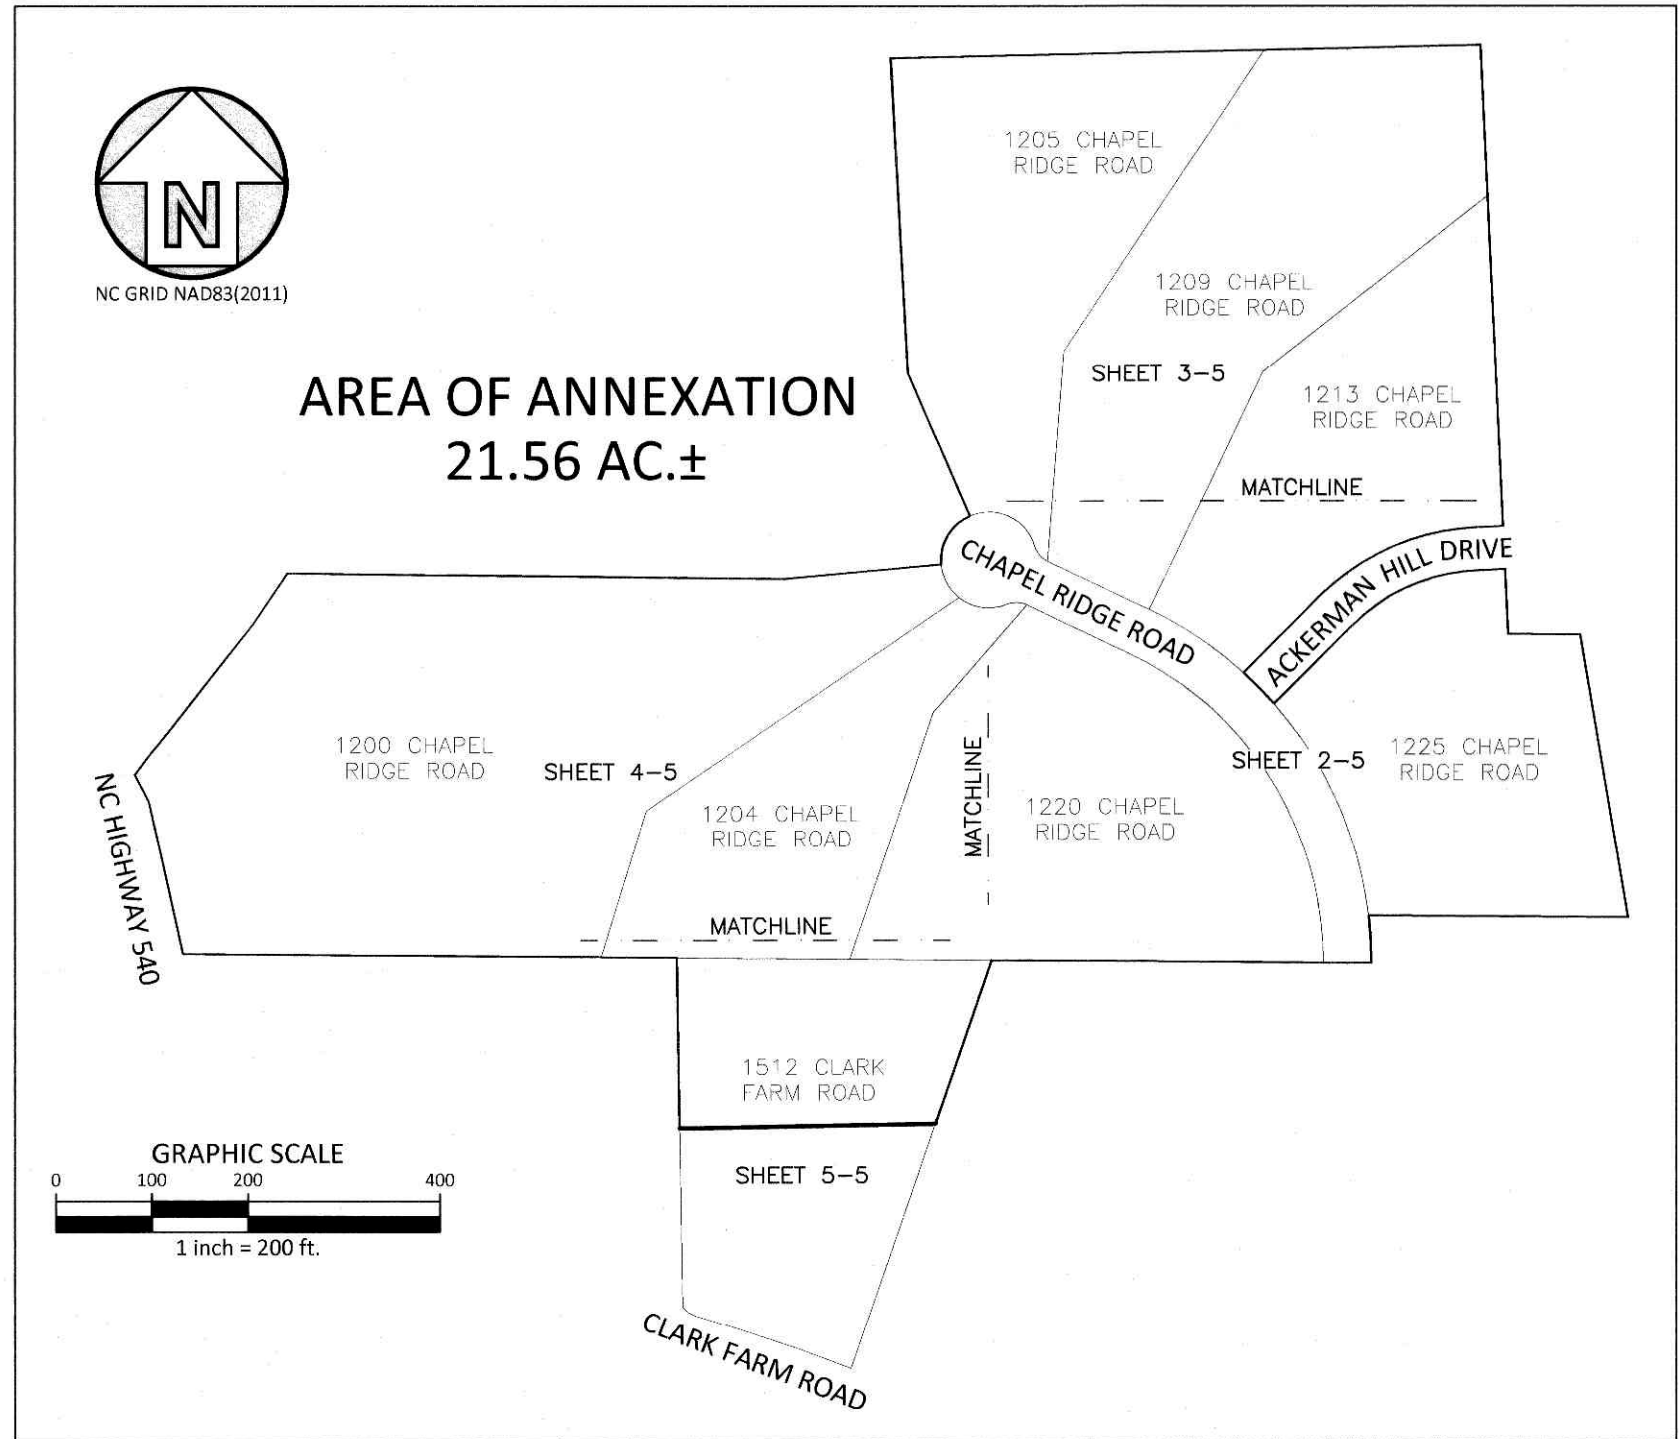 N
NC GRID NAD83(2011)
AREA OF ANNEXATION
21.56 AC.±
1205 CHAPEL
RIDGE ROAD
1209 CHAPEL
RIDGE ROAD
SHEET 3-5
1213 CHAPEL
RIDGE ROAD
MATCHLINE
CHAPEL RIDGE ROAD
ACKERMAN HILL DRIVE
1200 CHAPEL
RIDGE ROAD
SHEET 4-5
1204 CHAPEL
RIDGE ROAD
MATCHLINE
1220 CHAPEL
RIDGE ROAD
SHEET 2-5
1225 CHAPEL
RIDGE ROAD
NC HIGHWAY 540
MATCHLINE
1512 CLARK
FARM ROAD
SHEET 5-5
CLARK FARM ROAD
GRAPHIC SCALE
0 100 200 400
1 inch = 200 ft.